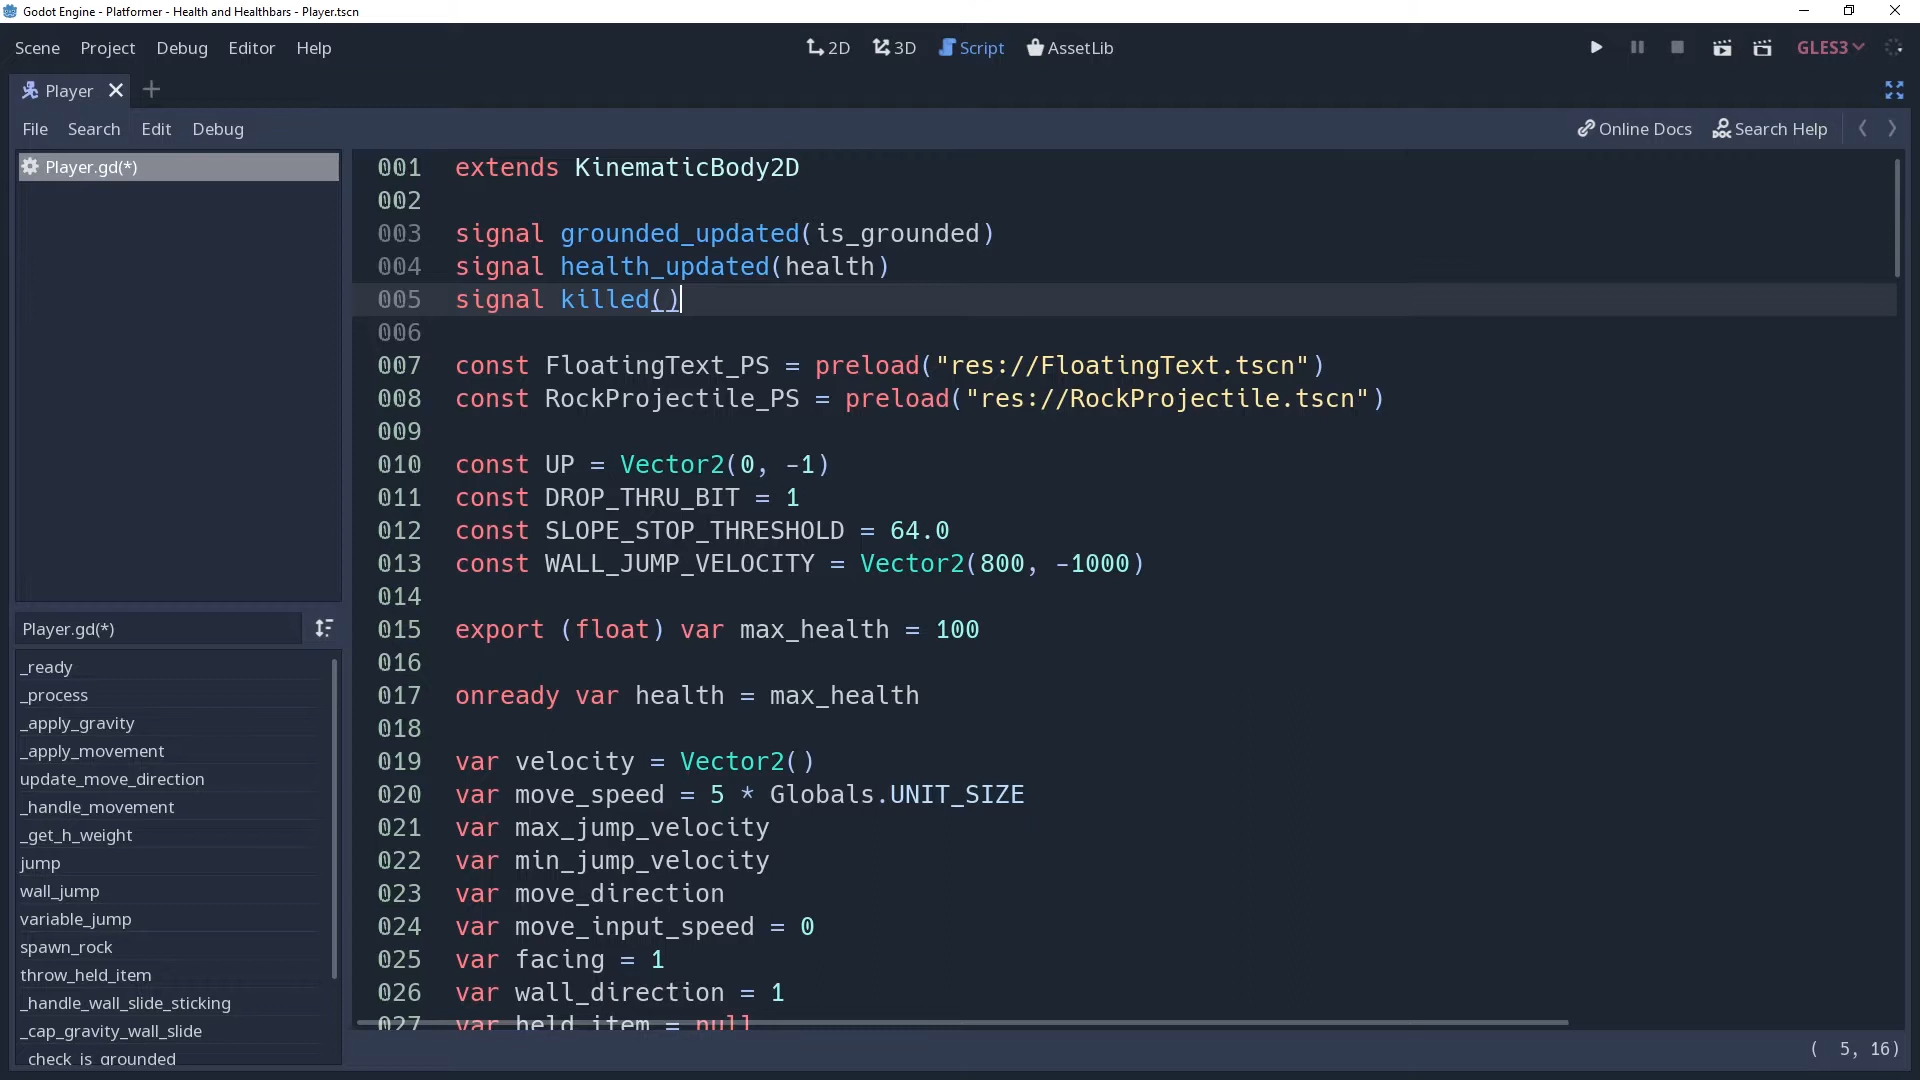 Godot Engine - Platformer - Health and Healthbars - Player.tscn
Scene Project Debug Editor Help 2D 3D Script AssetLib GLES3
Player
File Search Edit Debug Online Docs Search Help
Player.gd(*)
001 extends KinematicBody2D
002
003 signal grounded_updated(is_grounded)
004 signal health_updated(health)
005 signal killed()
006
007 const FloatingText_PS = preload("res://FloatingText.tscn")
008 const RockProjectile_PS = preload("res://RockProjectile.tscn")
009
010 const UP = Vector2(0, -1)
011 const DROP_THRU_BIT = 1
012 const SLOPE_STOP_THRESHOLD = 64.0
013 const WALL_JUMP_VELOCITY = Vector2(800, -1000)
014
015 export (float) var max_health = 100
016
017 onready var health = max_health
018
019 var velocity = Vector2()
020 var move_speed = 5 * Globals.UNIT_SIZE
021 var max_jump_velocity
022 var min_jump_velocity
023 var move_direction
024 var move_input_speed = 0
025 var facing = 1
026 var wall_direction = 1
027 var held_item = null
Player.gd(*)
_ready
_process
_apply_gravity
_apply_movement
update_move_direction
_handle_movement
_get_h_weight
jump
wall_jump
variable_jump
spawn_rock
throw_held_item
_handle_wall_slide_sticking
_cap_gravity_wall_slide
_check_is_grounded
( 5, 16)